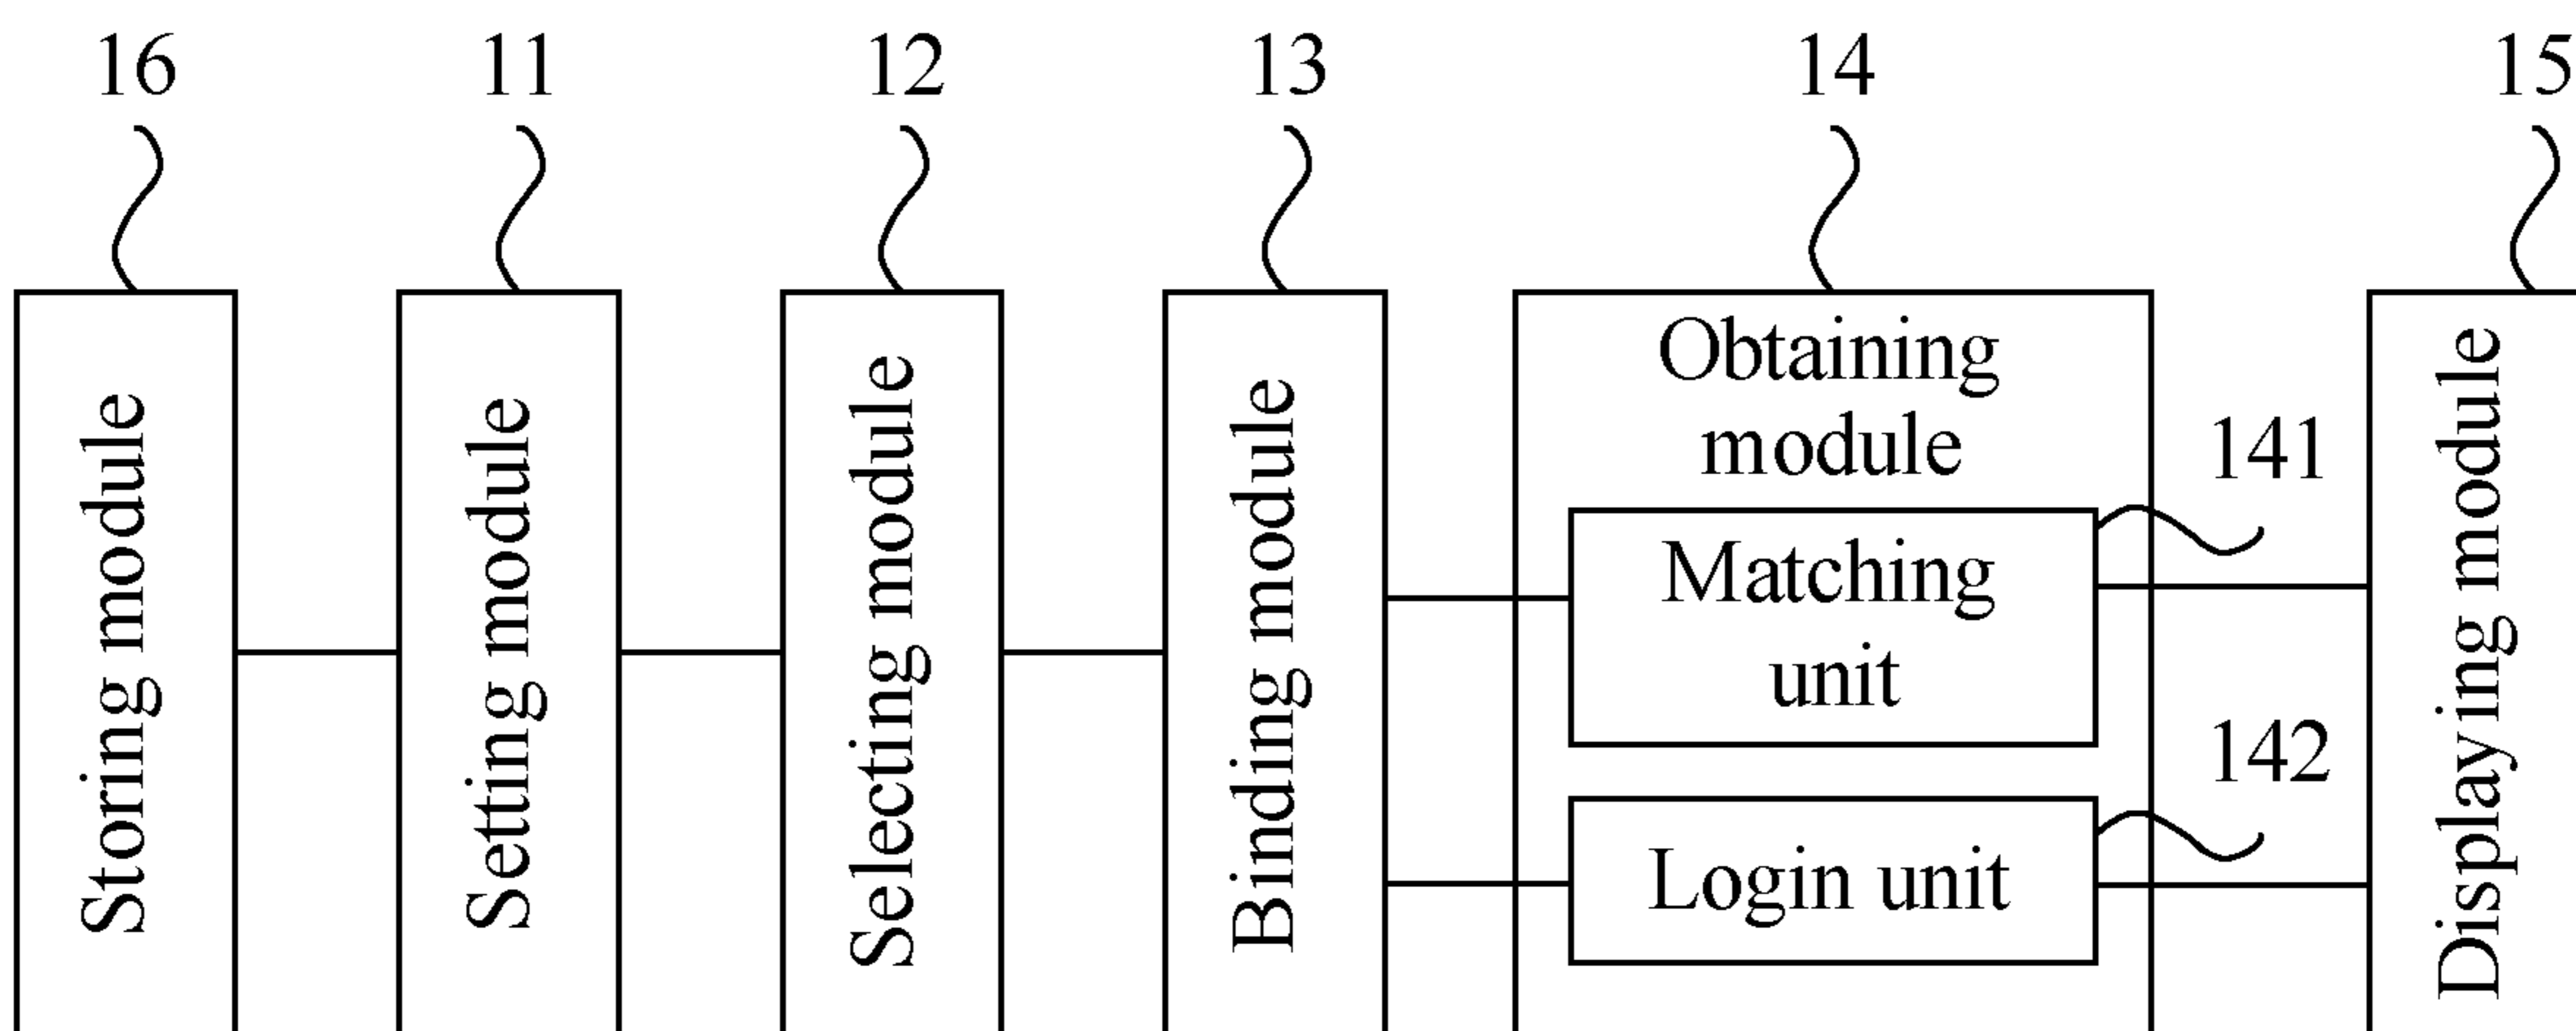 16
11
12
13
14
15
Storing module
Setting module
Selecting module
Binding module
Obtaining
module
141
Matching
unit
142
Login unit
Displaying module